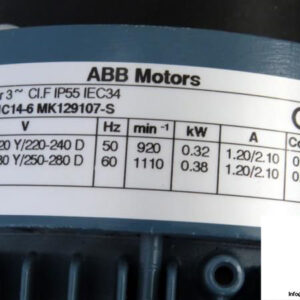 ABB Motors
r 3~ Cl.F IP55 IEC34
C14-6 MK129107-S
V Hz min⁻¹ kW A Co
20 Y/220-240 D 50 920 0.32 1.20/2.10 0.
80 Y/250-280 D 60 1110 0.38 1.20/2.10 0.